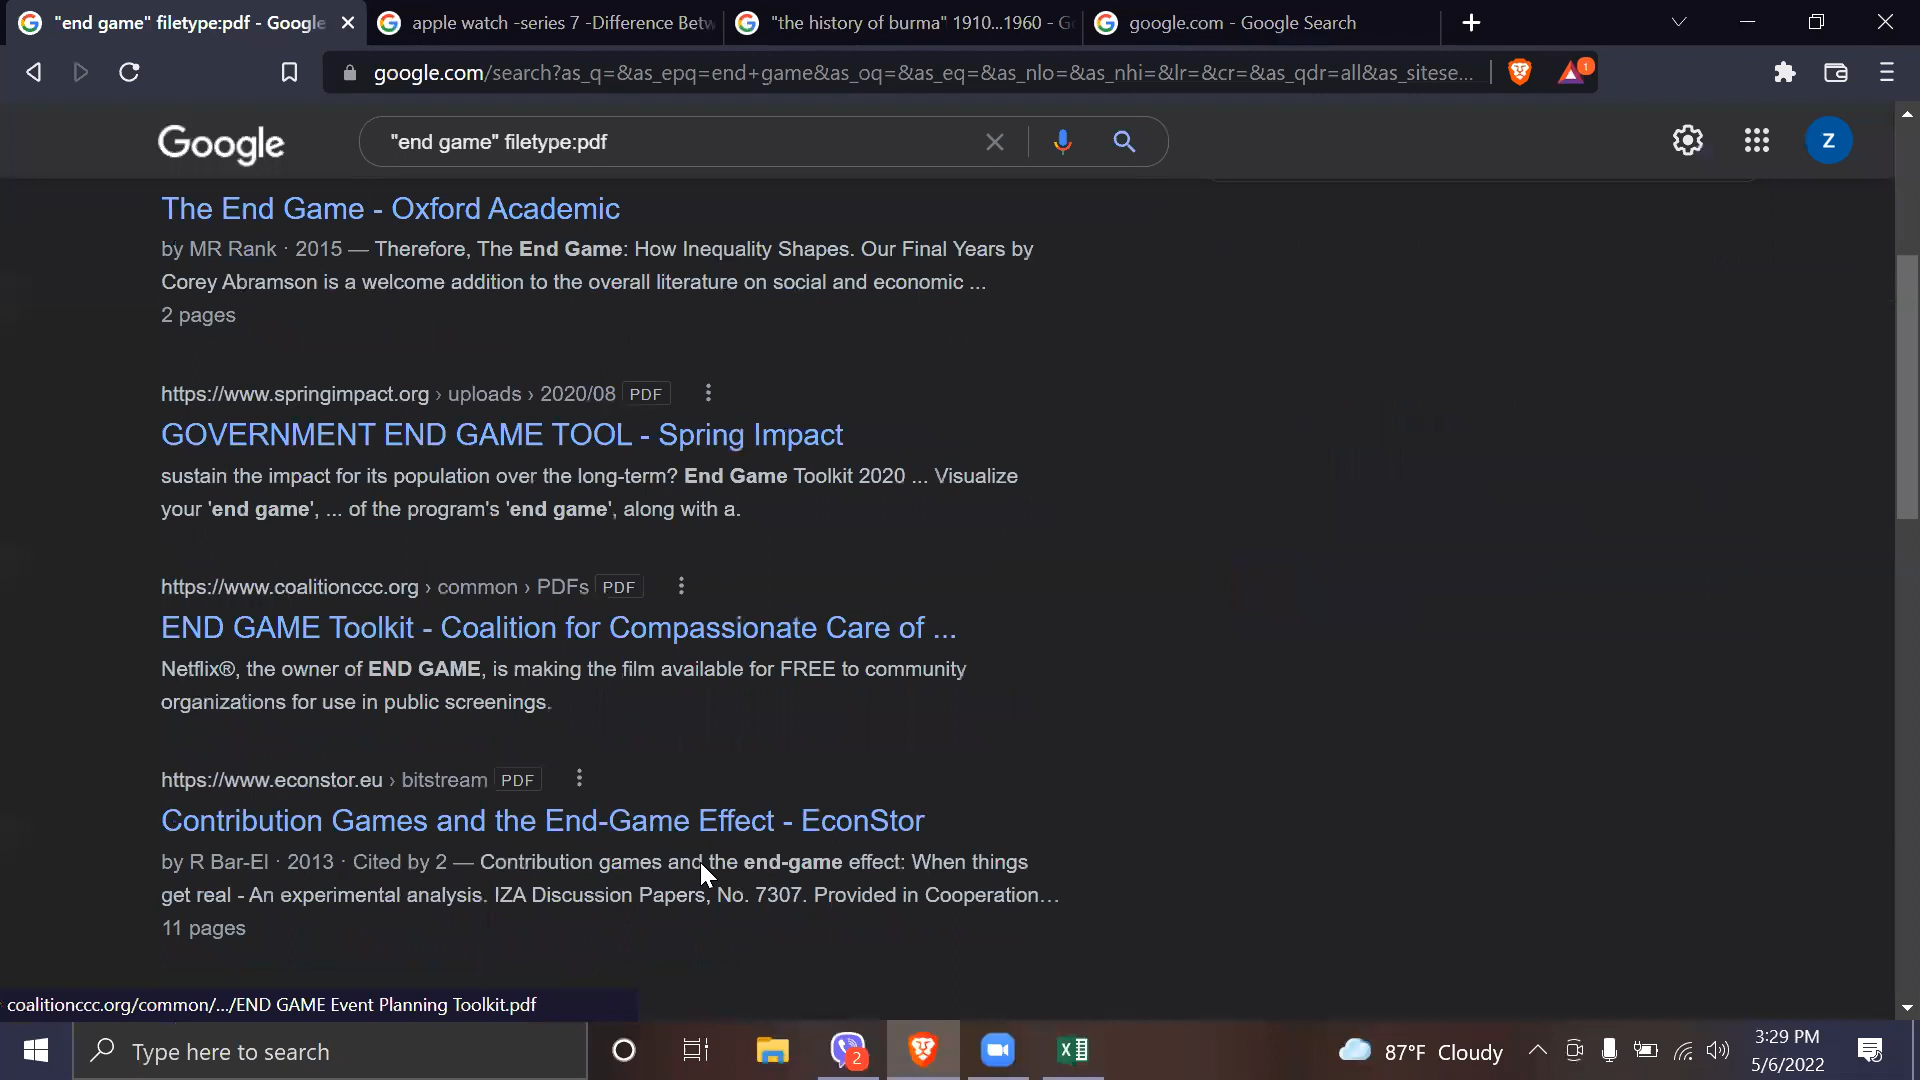 "end game" filetype:pdf - Google
apple watch -series 7 -Difference Betw
"the history of burma" 1910...1960 - G
google.com - Google Search
google.com/search?as_q=&as_epq=end+game&as_oq=&as_eq=&as_nlo=&as_nhi=&lr=&cr=&as_qdr=all&as_sitese...
1
Google
"end game" filetype:pdf
Z
The End Game - Oxford Academic
by MR Rank · 2015 — Therefore, The End Game: How Inequality Shapes. Our Final Years by
Corey Abramson is a welcome addition to the overall literature on social and economic ...
2 pages
https://www.springimpact.org › uploads › 2020/08 PDF
GOVERNMENT END GAME TOOL - Spring Impact
sustain the impact for its population over the long-term? End Game Toolkit 2020 ... Visualize
your 'end game', ... of the program's 'end game', along with a.
https://www.coalitionccc.org › common › PDFs PDF
END GAME Toolkit - Coalition for Compassionate Care of ...
Netflix®, the owner of END GAME, is making the film available for FREE to community
organizations for use in public screenings.
https://www.econstor.eu › bitstream PDF
Contribution Games and the End-Game Effect - EconStor
by R Bar-El · 2013 · Cited by 2 — Contribution games and the end-game effect: When things
get real - An experimental analysis. IZA Discussion Papers, No. 7307. Provided in Cooperation...
11 pages
coalitionccc.org/common/.../END GAME Event Planning Toolkit.pdf
Type here to search
2
87°F Cloudy
3:29 PM
5/6/2022